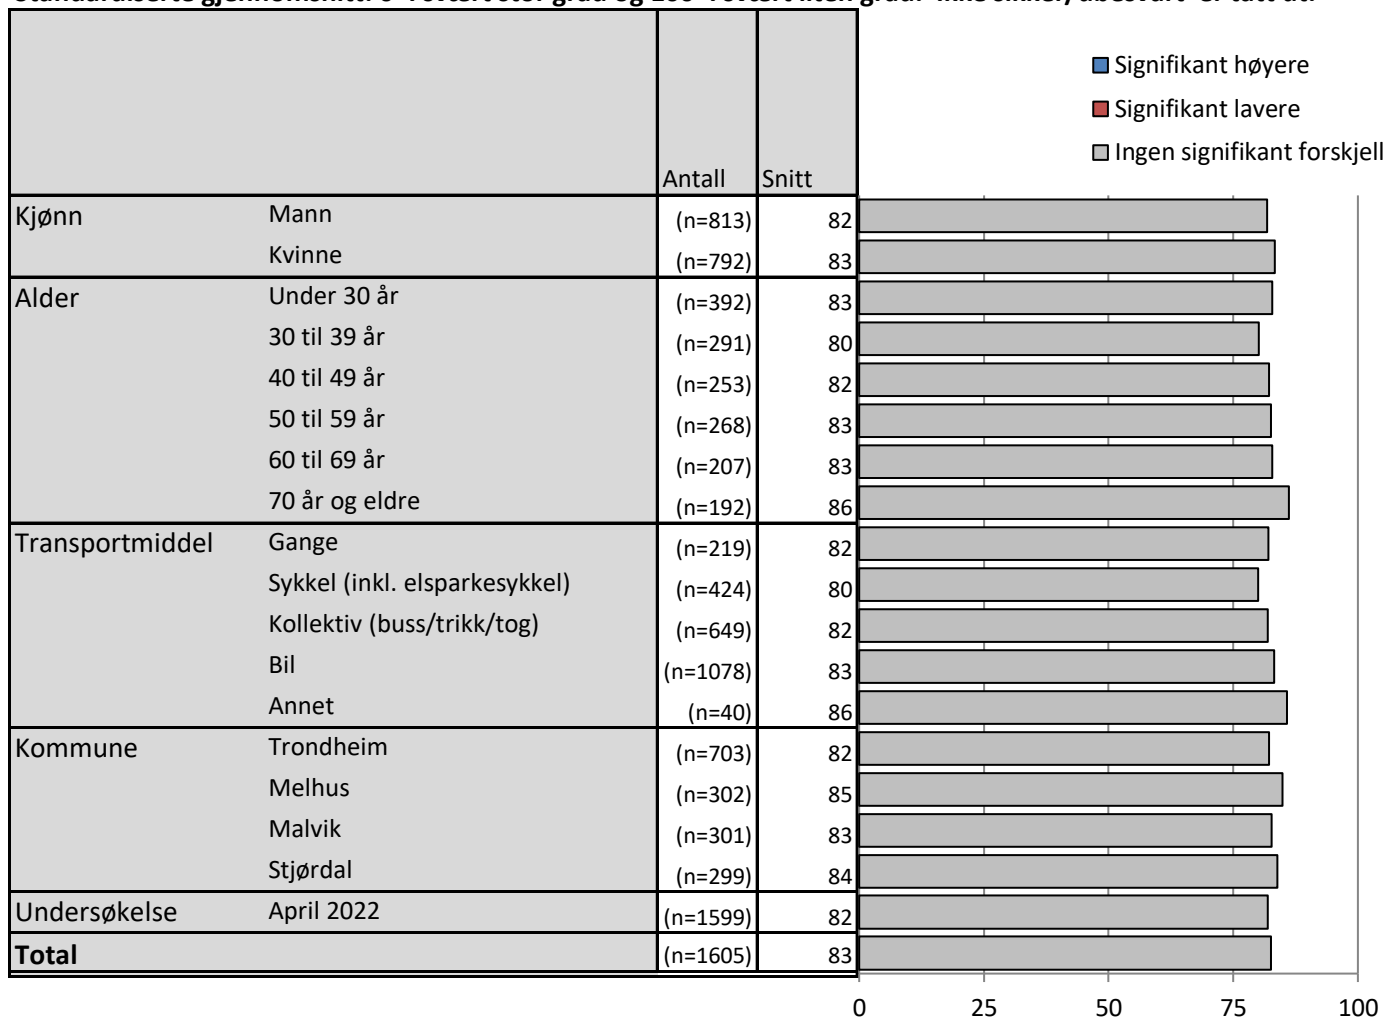 Signifikant høyere
Signifikant lavere
Ingen signifikant forskjell
Antall Snitt
Kjønn Mann (n=813) 82
Kvinne (n=792) 83
Alder Under 30 år (n=392) 83
30 til 39 år (n=291) 80
40 til 49 år (n=253) 82
50 til 59 år (n=268) 83
60 til 69 år (n=207) 83
70 år og eldre (n=192) 86
Transportmiddel Gange (n=219) 82
Sykkel (inkl. elsparkesykkel) (n=424) 80
Kollektiv (buss/trikk/tog) (n=649) 82
Bil (n=1078) 83
Annet (n=40) 86
Kommune Trondheim (n=703) 82
Melhus (n=302) 85
Malvik (n=301) 83
Stjørdal (n=299) 84
Undersøkelse April 2022 (n=1599) 82
Total (n=1605) 83
0 25 50 75 100